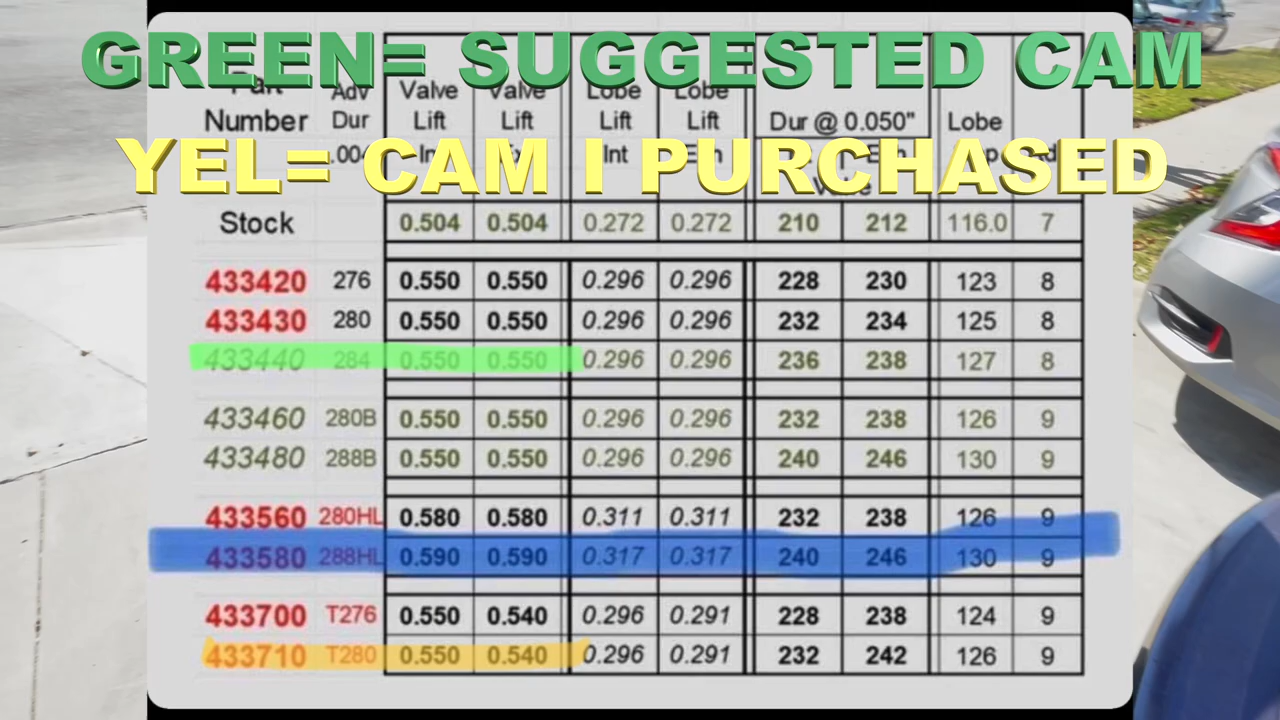 GREEN= SUGGESTED CAM
Part Adv Valve Valve Lobe Lobe
Number Dur Lift Lift Lift Lift Dur @ 0.050" Lobe
YEL= CAM I PURCHASED
.004 Int
Stock 0.504 0.504 0.272 0.272 210 212 116.0 7
433420 276 0.550 0.550 0.296 0.296 228 230 123 8
433430 280 0.550 0.550 0.296 0.296 232 234 125 8
433440 284 0.550 0.550 0.296 0.296 236 238 127 8
433460 280B 0.550 0.550 0.296 0.296 232 238 126 9
433480 288B 0.550 0.550 0.296 0.296 240 246 130 9
433560 280HL 0.580 0.580 0.311 0.311 232 238 126 9
433580 288HL 0.590 0.590 0.317 0.317 240 246 130 9
433700 T276 0.550 0.540 0.296 0.291 228 238 124 9
433710 T280 0.550 0.540 0.296 0.291 232 242 126 9